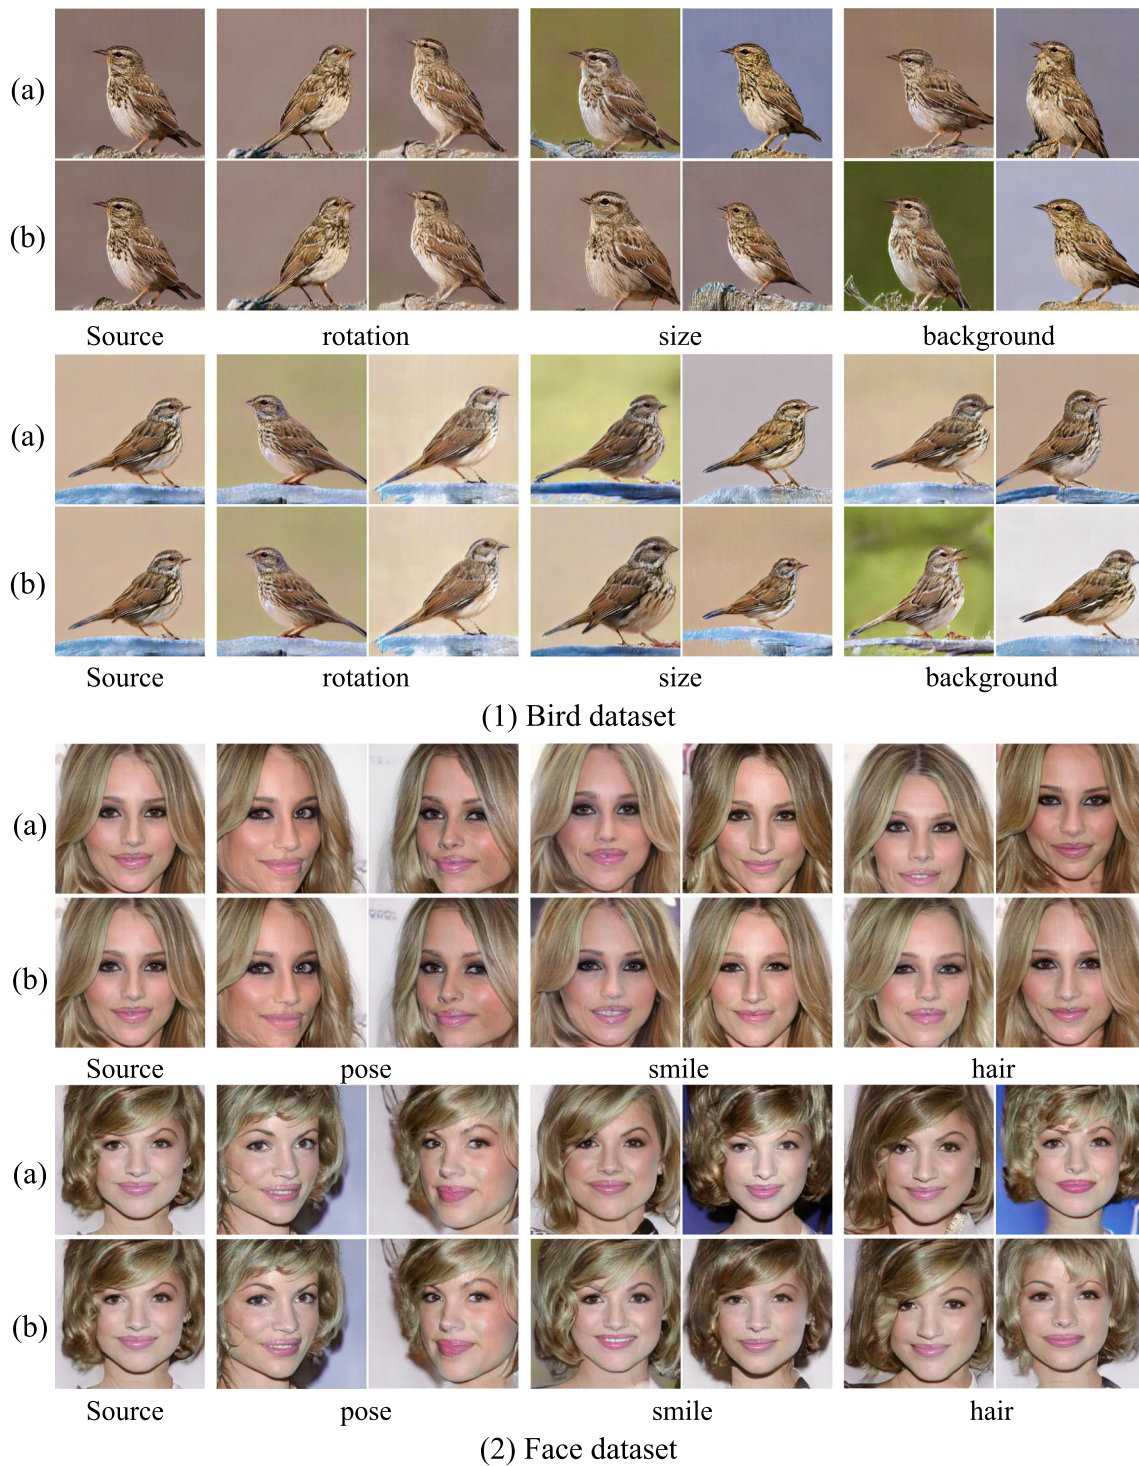 (a)
(b)
Source rotation size background
(a)
(b)
Source rotation size background
(1) Bird dataset
(a)
(b)
Source pose smile hair
(a)
(b)
Source pose smile hair
(2) Face dataset